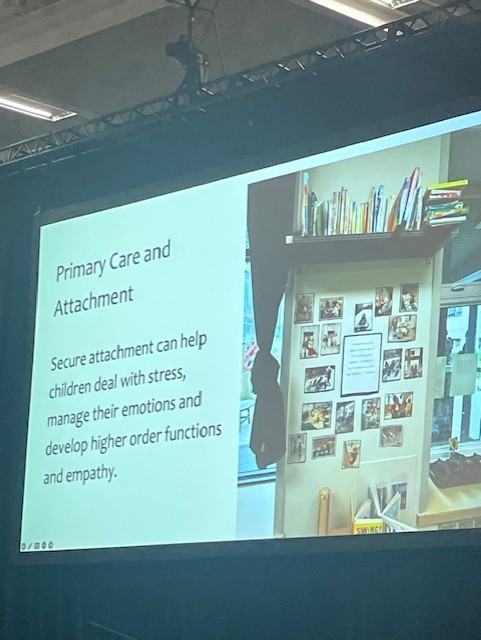 Primary Care and
Attachment
Secure attachment can help
children deal with stress,
manage their emotions and
develop higher order functions
and empathy.
SWING!